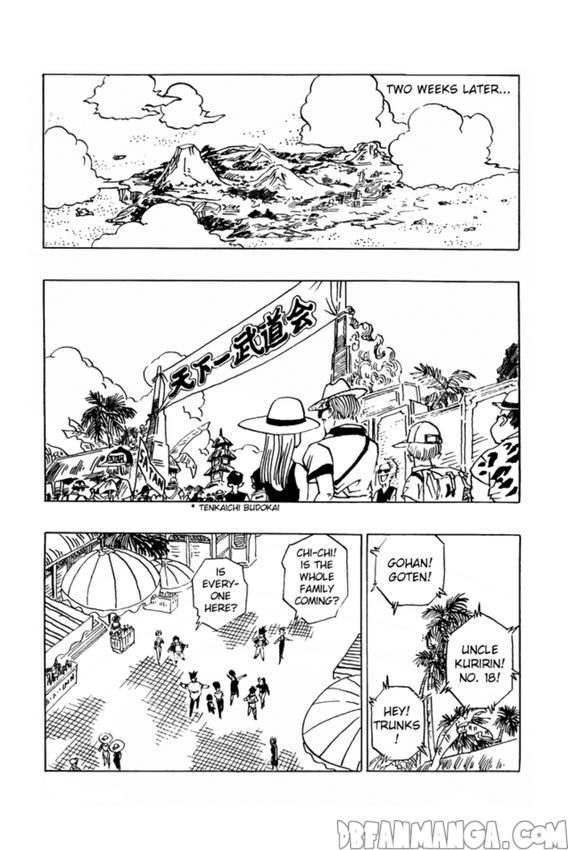 TWO WEEKS LATER...
天下一武道会
* TENKAICHI BUDOKAI
CHI-CHI!
IS THE
WHOLE
FAMILY
COMING?
IS
EVERY-
ONE
HERE?
GOHAN!
GOTEN!
UNCLE
KURIRIN!
NO. 18!
HEY!
TRUNKS
!
DBFANMANGA.COM